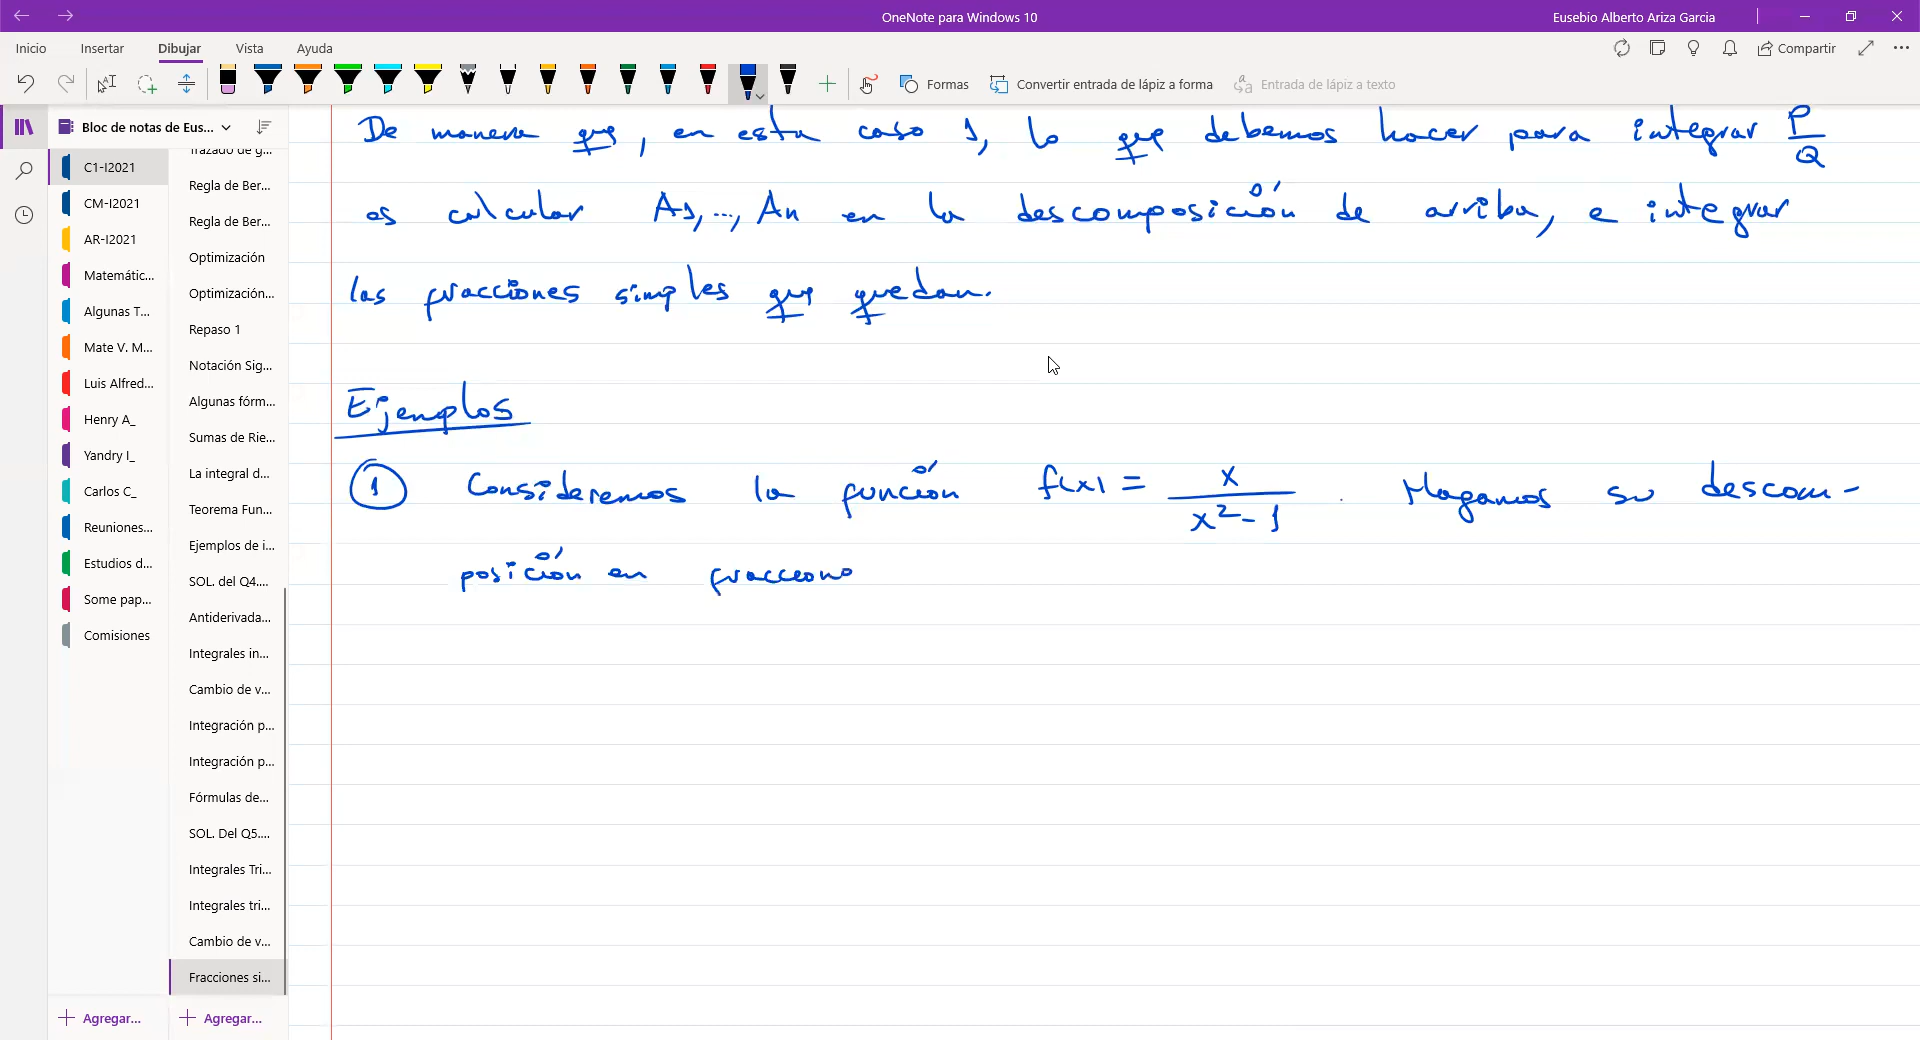 OneNote para Windows 10
Eusebio Alberto Ariza Garcia
Inicio Insertar Dibujar Vista Ayuda
Compartir
Formas Convertir entrada de lápiz a forma Entrada de lápiz a texto
Bloc de notas de Eus...
C1-I2021
CM-I2021
AR-I2021
Matemátic...
Algunas T...
Mate V. M...
Luis Alfred...
Henry A_
Yandry I_
Carlos C_
Reuniones...
Estudios d...
Some pap...
Comisiones
Agregar...
Trazado de g...
Regla de Ber...
Regla de Ber...
Optimización
Optimización...
Repaso 1
Notación Sig...
Algunas fórm...
Sumas de Rie...
La integral d...
Teorema Fun...
Ejemplos de i...
SOL. del Q4....
Antiderivada...
Integrales in...
Cambio de v...
Integración p...
Integración p...
Fórmulas de...
SOL. Del Q5....
Integrales Tri...
Integrales tri...
Cambio de v...
Fracciones si...
Agregar...
De manera que, en esta caso 1, lo que debemos hacer para integrar P/Q
es calcular A1, ..., An en la descomposición de arriba, e integrar
las fracciones simples que quedan.
Ejemplos
1 Consideremos la función f(x) = x/(x²-1). Hagamos su descom-
posición en fraccione